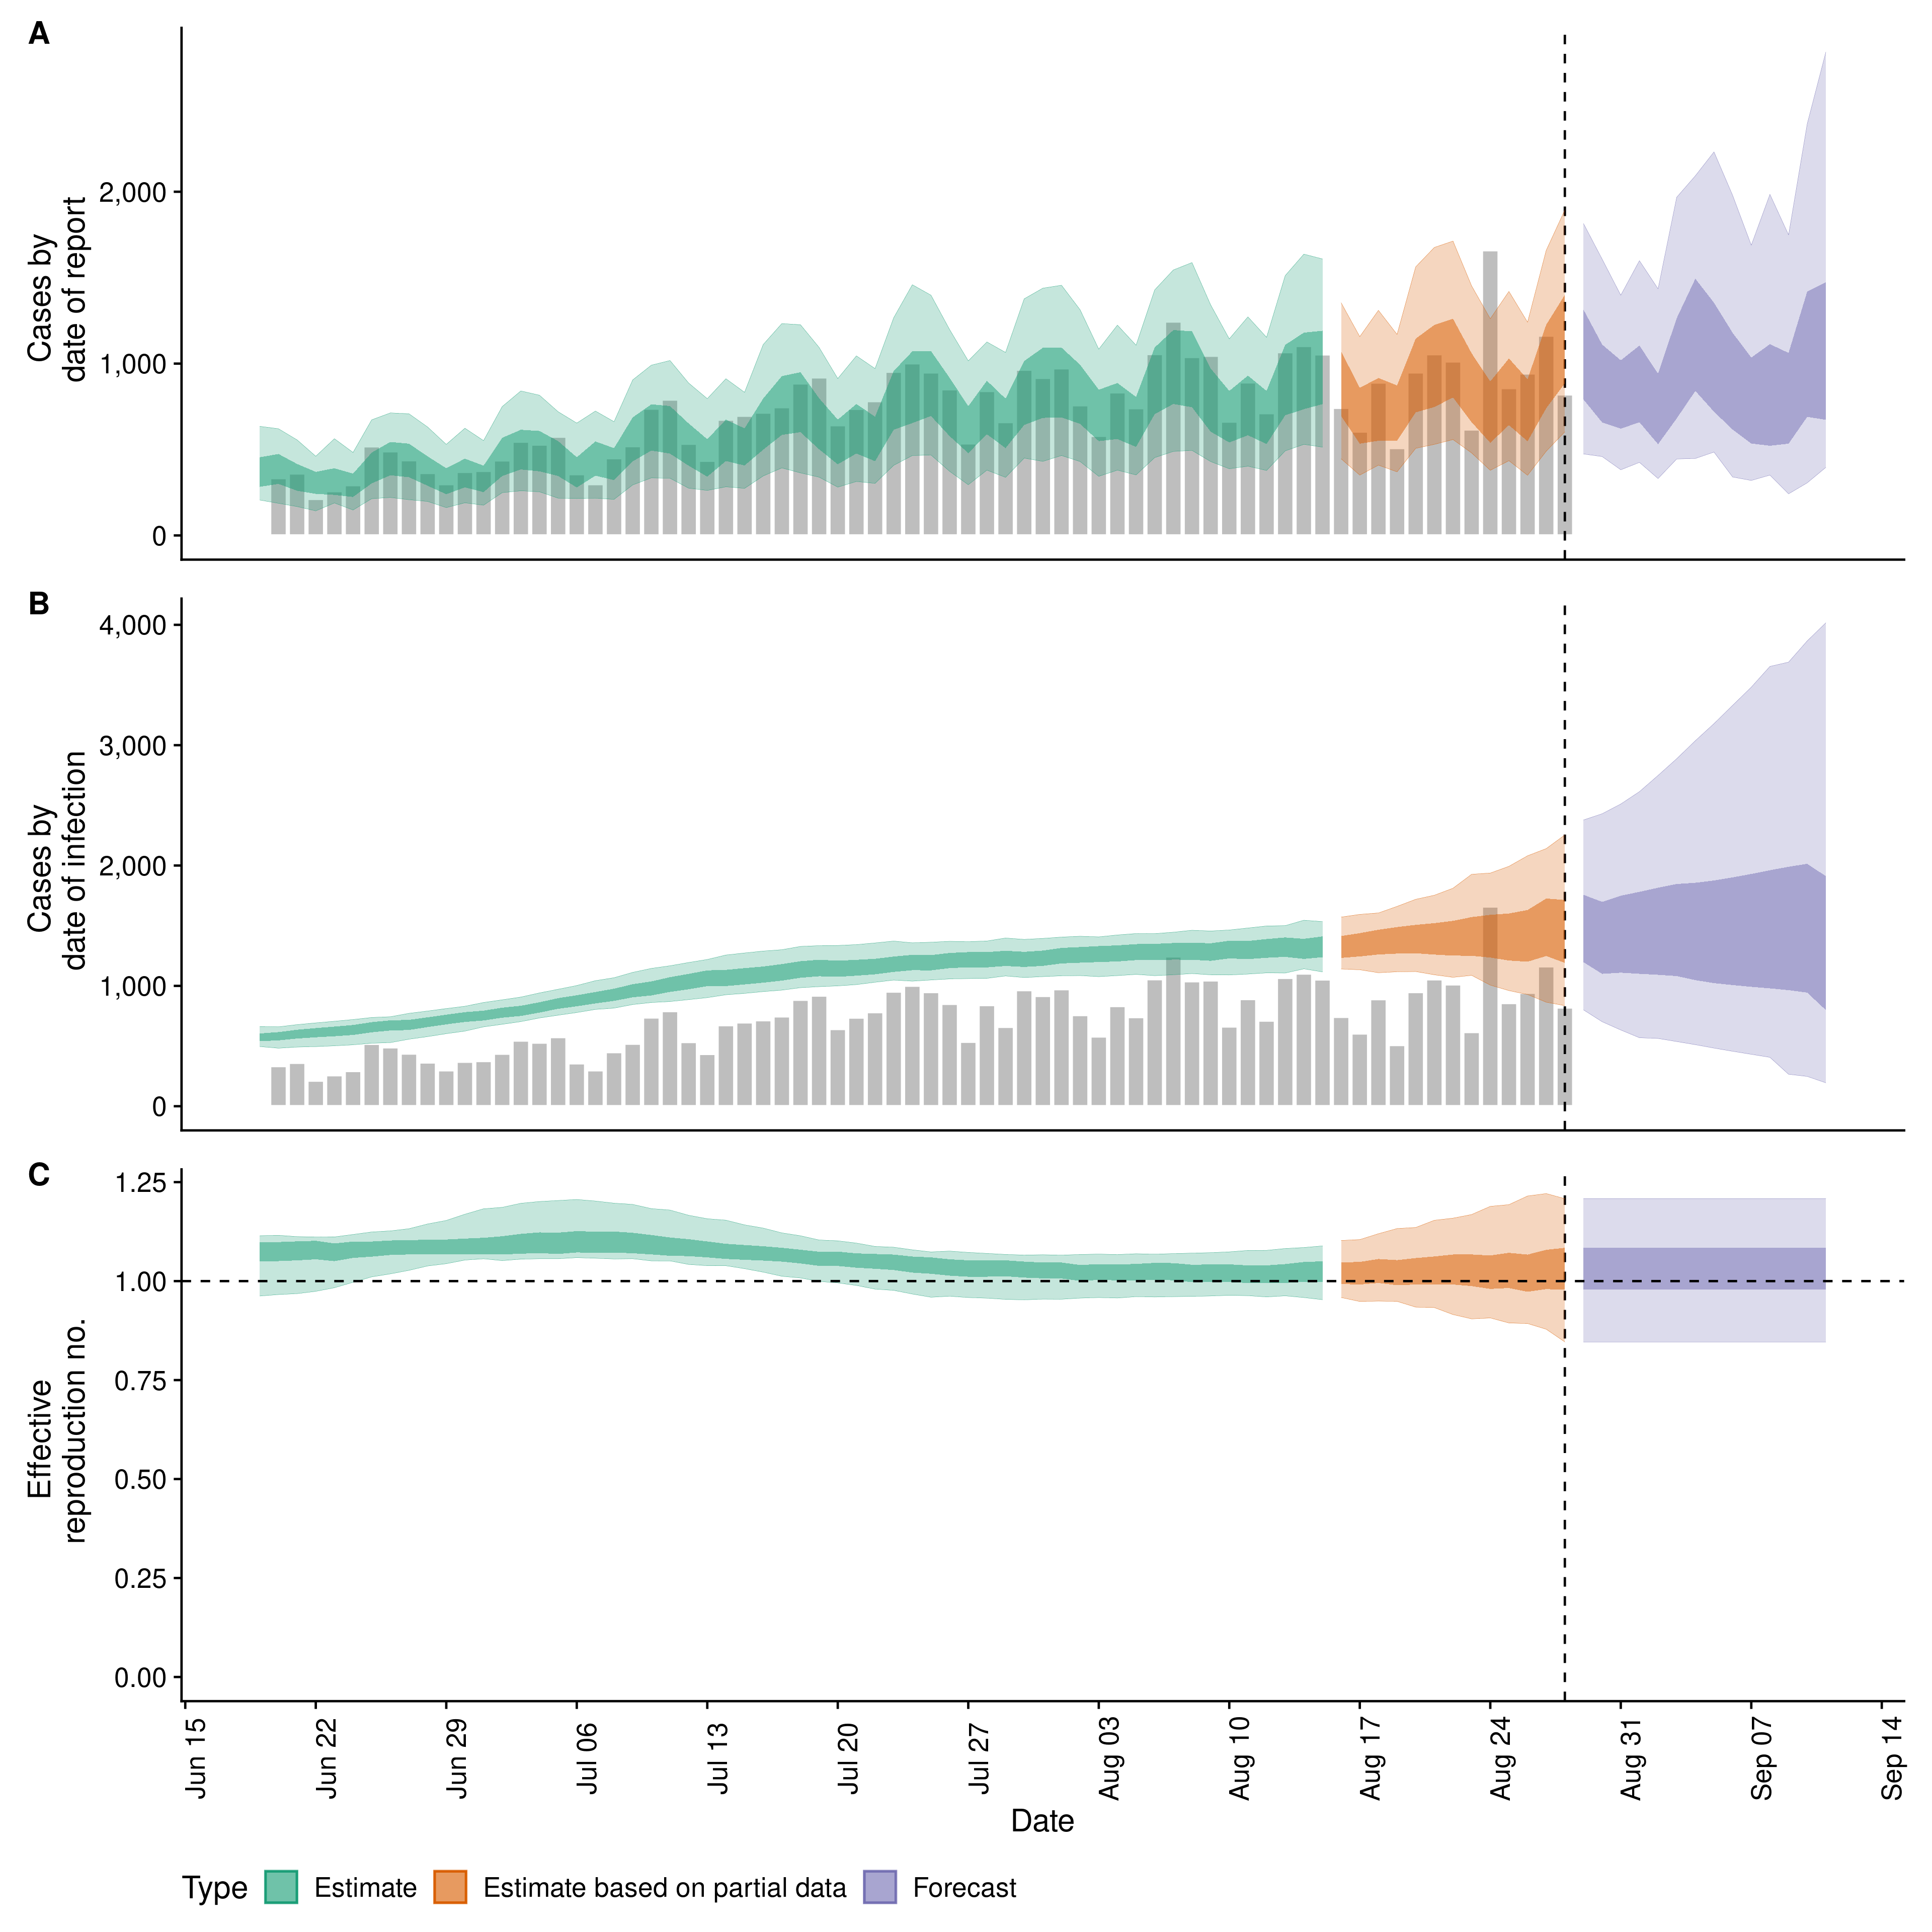 A
Cases by
date of report
2,000
1,000
0
B
Cases by
date of infection
4,000
3,000
2,000
1,000
0
C
Effective
reproduction no.
1.25
1.00
0.75
0.50
0.25
0.00
Jun 15
Jun 22
Jun 29
Jul 06
Jul 13
Jul 20
Jul 27
Aug 03
Aug 10
Aug 17
Aug 24
Aug 31
Sep 07
Sep 14
Date
Type Estimate Estimate based on partial data Forecast